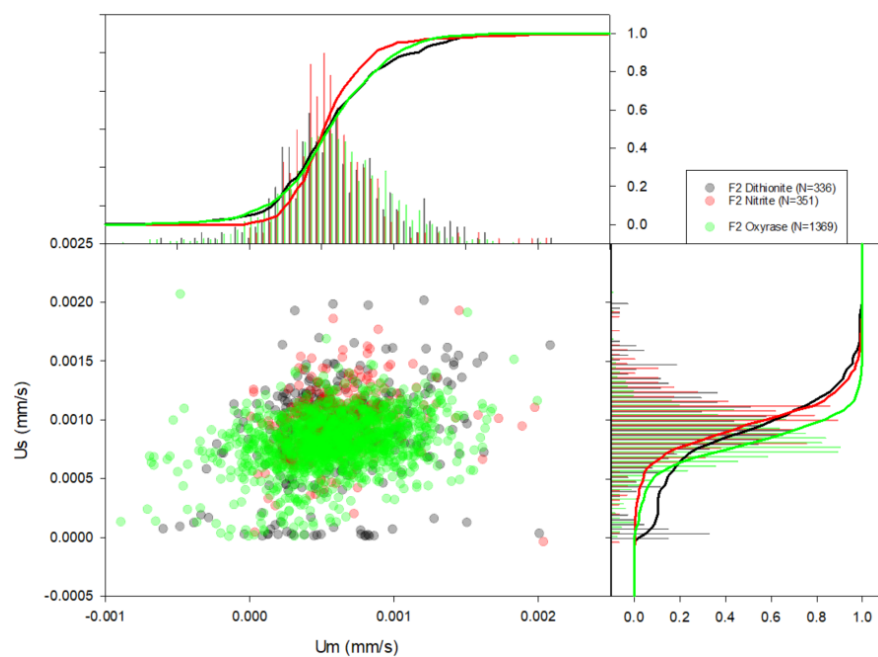 1.0
0.8
0.6
0.4
0.2
0.0
F2 Dithionite (N=336)
F2 Nitrite (N=351)
F2 Oxyrase (N=1369)
0.0025
0.0020
0.0015
0.0010
0.0005
0.0000
-0.0005
Us (mm/s)
-0.001 0.000 0.001 0.002
Um (mm/s)
0.0 0.2 0.4 0.6 0.8 1.0